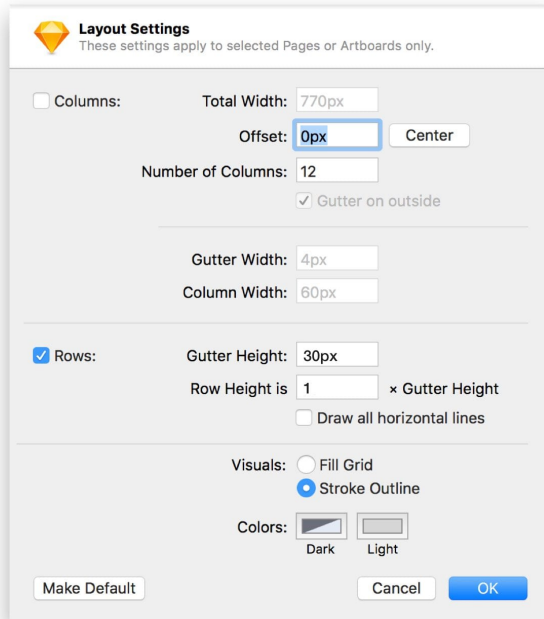 Layout Settings
These settings apply to selected Pages or Artboards only.
Columns: Total Width: 770px
Offset: 0px Center
Number of Columns: 12
Gutter on outside
Gutter Width: 4px
Column Width: 60px
Rows: Gutter Height: 30px
Row Height is 1 × Gutter Height
Draw all horizontal lines
Visuals: Fill Grid
Stroke Outline
Colors:
Dark Light
Make Default Cancel OK